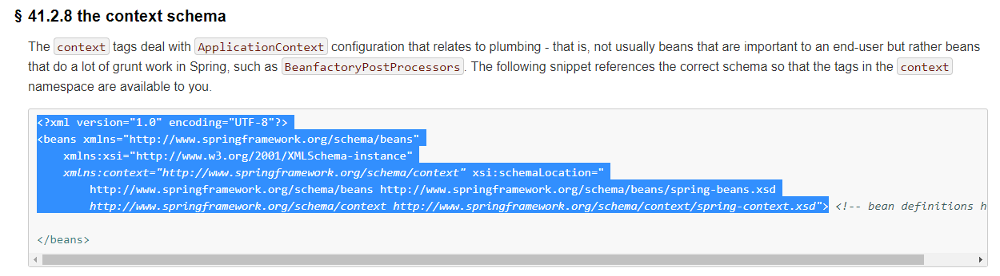 § 41.2.8 the context schema
The context tags deal with ApplicationContext configuration that relates to plumbing - that is, not usually beans that are important to an end-user but rather beans
that do a lot of grunt work in Spring, such as BeanfactoryPostProcessors. The following snippet references the correct schema so that the tags in the context
namespace are available to you.
<?xml version="1.0" encoding="UTF-8"?>
<beans xmlns="http://www.springframework.org/schema/beans"
    xmlns:xsi="http://www.w3.org/2001/XMLSchema-instance"
    xmlns:context="http://www.springframework.org/schema/context" xsi:schemaLocation="
        http://www.springframework.org/schema/beans http://www.springframework.org/schema/beans/spring-beans.xsd
        http://www.springframework.org/schema/context http://www.springframework.org/schema/context/spring-context.xsd"> <!-- bean definitions h
</beans>